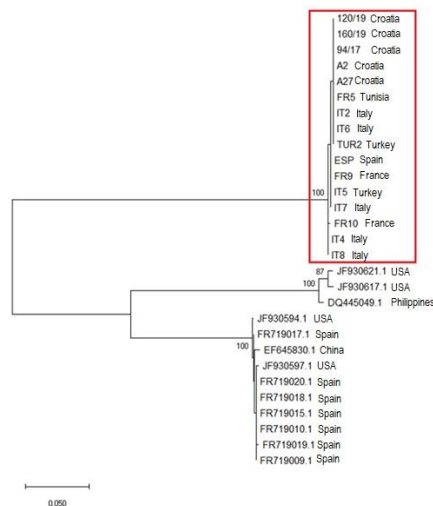 120/19 Croatia
160/19 Croatia
94/17 Croatia
A2 Croatia
A27 Croatia
FR5 Tunisia
IT2 Italy
IT6 Italy
TUR2 Turkey
ESP Spain
FR9 France
IT5 Turkey
IT7 Italy
FR10 France
IT4 Italy
IT8 Italy
100
87
JF930621.1 USA
100
JF930617.1 USA
DQ445049.1 Philippines
JF930594.1 USA
FR719017.1 Spain
100
EF645830.1 China
JF930597.1 USA
FR719020.1 Spain
FR719018.1 Spain
FR719015.1 Spain
FR719010.1 Spain
FR719019.1 Spain
FR719009.1 Spain
0.050